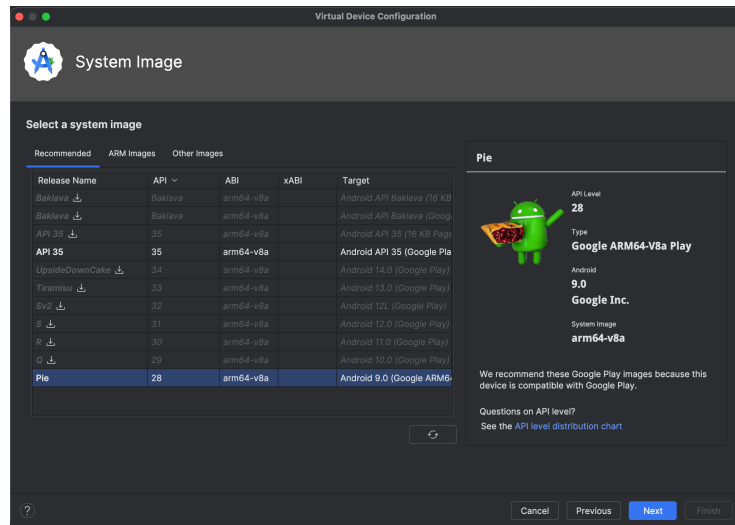 Virtual Device Configuration
System Image
Select a system image
Recommended ARM Images Other Images
Release Name API ABI xABI Target
Baklava Baklava arm64-v8a Android API Baklava (16 KB
Baklava Baklava arm64-v8a Android API Baklava (Goog
API 35 35 arm64-v8a Android API 35 (16 KB Page
API 35 35 arm64-v8a Android API 35 (Google Pla
UpsideDownCake 34 arm64-v8a Android 14.0 (Google Play)
Tiramisu 33 arm64-v8a Android 13.0 (Google Play)
Sv2 32 arm64-v8a Android 12L (Google Play)
S 31 arm64-v8a Android 12.0 (Google Play)
R 30 arm64-v8a Android 11.0 (Google Play)
Q 29 arm64-v8a Android 10.0 (Google Play)
Pie 28 arm64-v8a Android 9.0 (Google ARM64-
Pie
API Level
28
Type
Google ARM64-V8a Play
Android
9.0
Google Inc.
System Image
arm64-v8a
We recommend these Google Play images because this
device is compatible with Google Play.
Questions on API level?
See the API level distribution chart
? Cancel Previous Next Finish